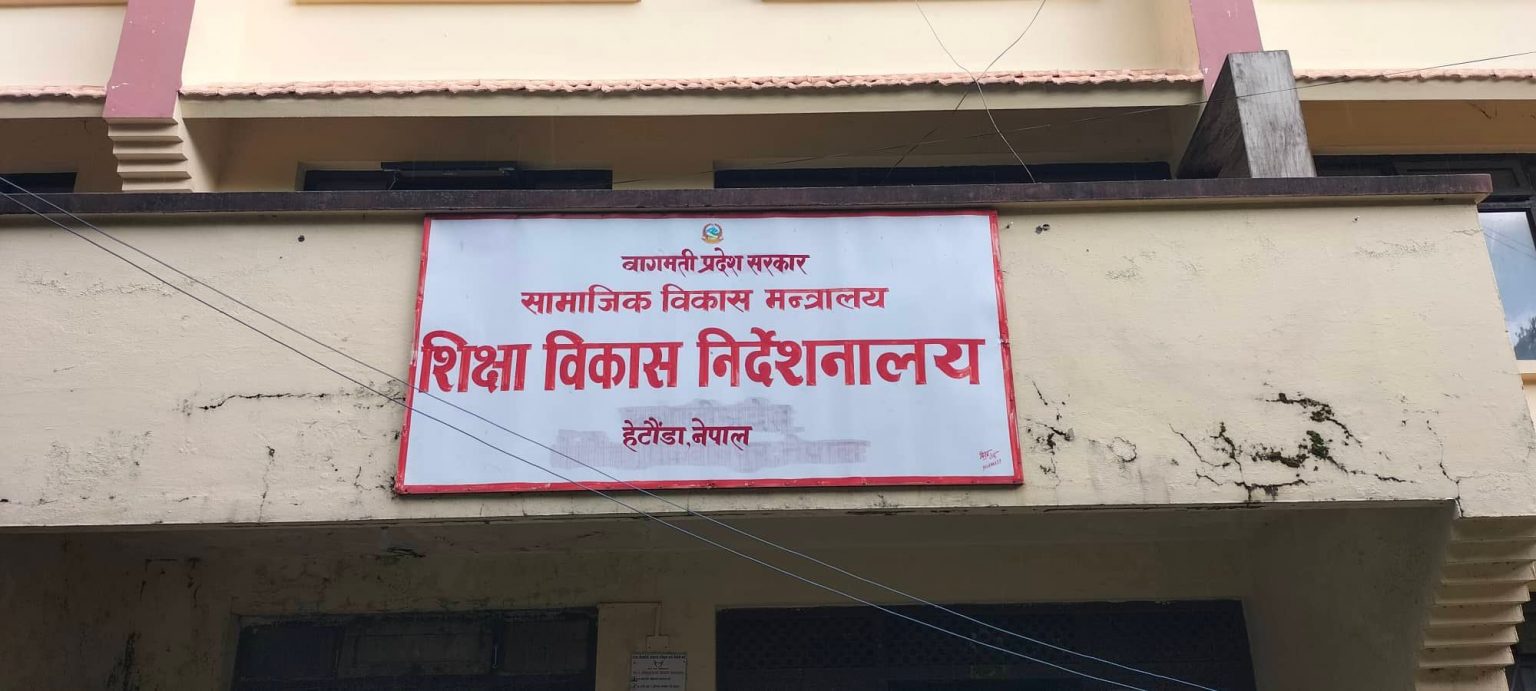 बागमती प्रदेश सरकार
सामाजिक विकास मन्त्रालय
शिक्षा विकास निर्देशनालय
हेटौंडा, नेपाल